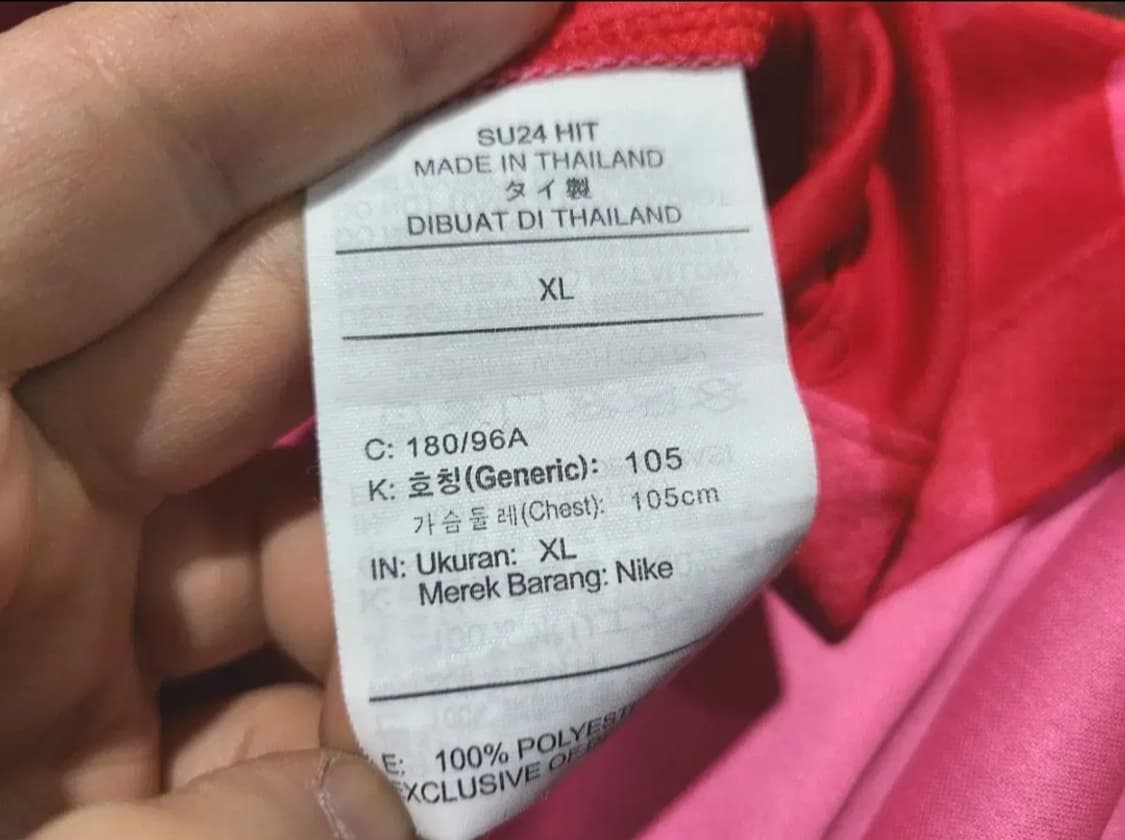 SU24 HIT
MADE IN THAILAND
タイ製
DIBUAT DI THAILAND
XL
C: 180/96A
K: 호칭(Generic): 105
가슴둘레(Chest): 105cm
IN: Ukuran: XL
Merek Barang: Nike
E: 100% POLYESTE
EXCLUSIVE OF